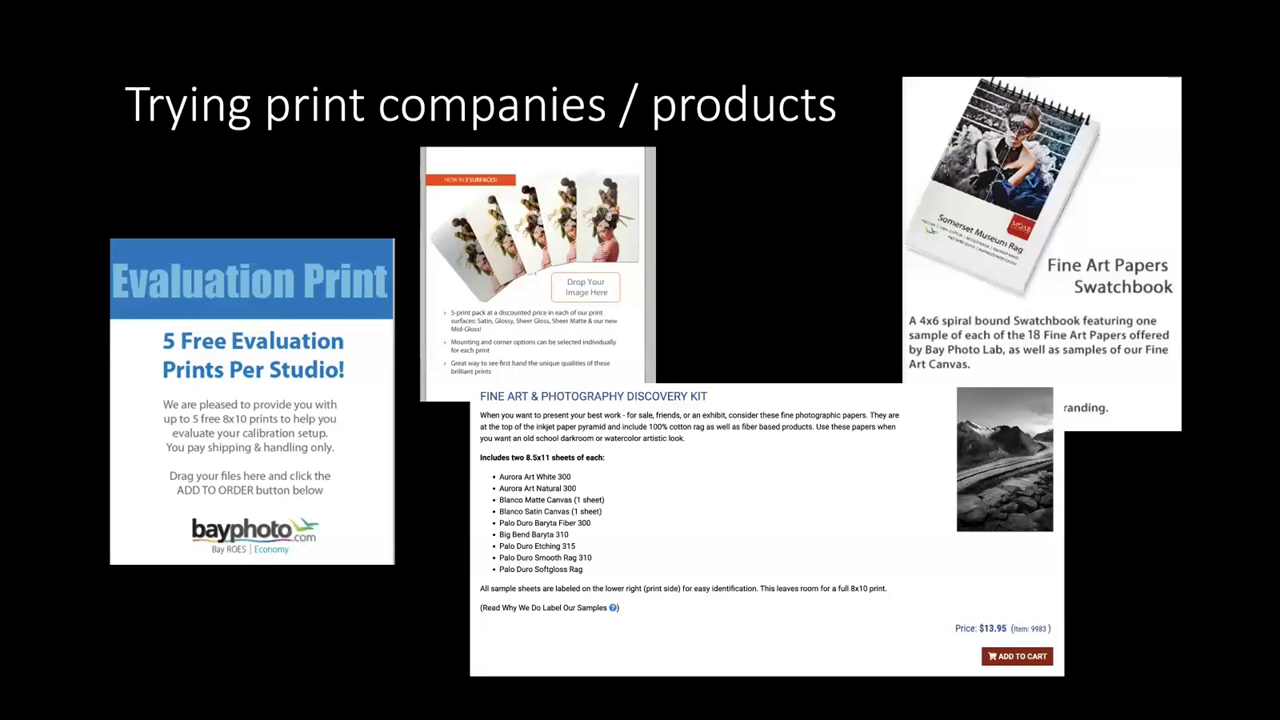 Trying print companies / products
Evaluation Print
5 Free Evaluation
Prints Per Studio!
We are pleased to provide you with
up to 5 free 8x10 prints to help you
evaluate your calibration setup.
You pay shipping & handling only.
Drag your files here and click the
ADD TO ORDER button below
bayphoto.com
Bay ROES | Economy
NOW IN 5 SURFACES!
Drop Your
Image Here
5-print pack at a discounted price in each of our print
surfaces: Satin, Glossy, Sheer Gloss, Sheer Matte & our new
Mid-Gloss!
Mounting and corner options can be selected individually
for each print
Great way to see first hand the unique qualities of these
brilliant prints
Somerset Museum Rag
Fine Art Papers
Swatchbook
A 4x6 spiral bound Swatchbook featuring one
sample of each of the 18 Fine Art Papers offered
by Bay Photo Lab, as well as samples of our Fine
Art Canvas.
randing.
FINE ART & PHOTOGRAPHY DISCOVERY KIT
When you want to present your best work - for sale, friends, or an exhibit, consider these fine photographic papers. They are
at the top of the inkjet paper pyramid and include 100% cotton rag as well as fiber based products. Use these papers when
you want an old school darkroom or watercolor artistic look.
Includes two 8.5x11 sheets of each:
Aurora Art White 300
Aurora Art Natural 300
Blanco Matte Canvas (1 sheet)
Blanco Satin Canvas (1 sheet)
Palo Duro Baryta Fiber 300
Big Bend Baryta 310
Palo Duro Etching 315
Palo Duro Smooth Rag 310
Palo Duro Softgloss Rag
All sample sheets are labeled on the lower right (print side) for easy identification. This leaves room for a full 8x10 print.
(Read Why We Do Label Our Samples ?)
Price: $13.95 (Item: 9983 )
ADD TO CART